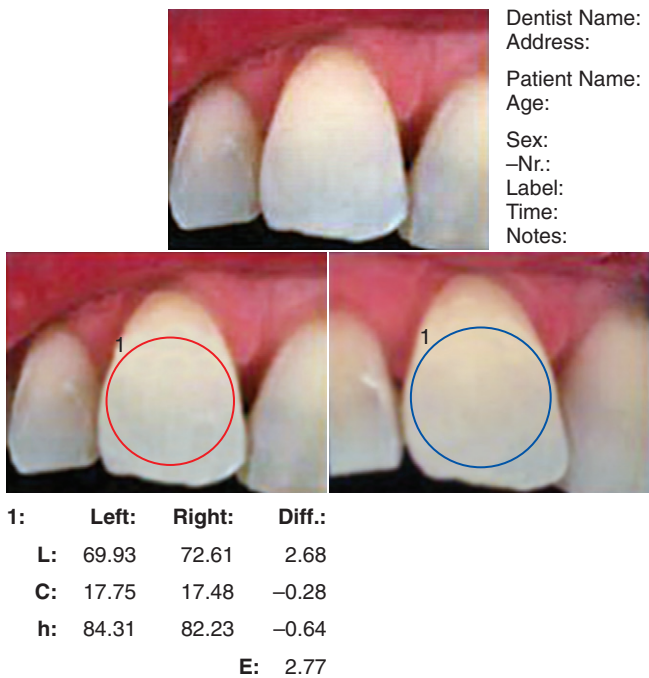 Dentist Name:
Address:
Patient Name:
Age:
Sex:
–Nr.:
Label:
Time:
Notes:
1
1
1: Left: Right: Diff.:
L: 69.93 72.61 2.68
C: 17.75 17.48 –0.28
h: 84.31 82.23 –0.64
E: 2.77